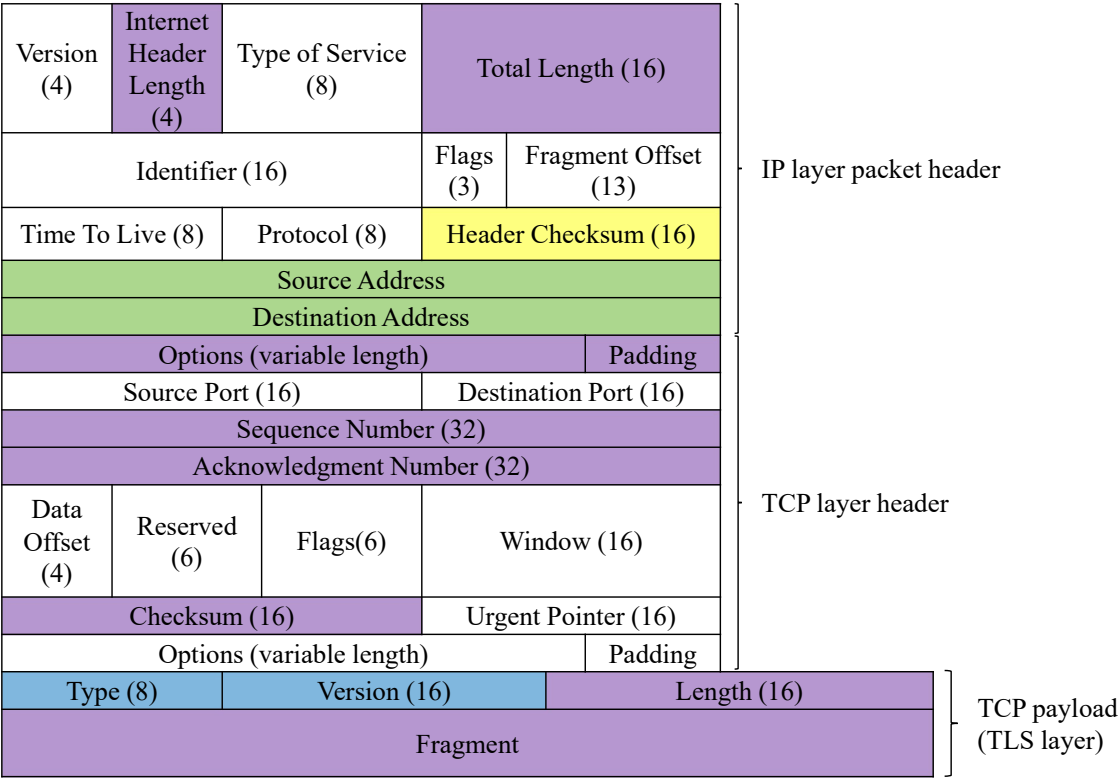 Version
(4)
Internet
Header
Length
(4)
Type of Service
(8)
Total Length (16)
Identifier (16)
Flags
(3)
Fragment Offset
(13)
IP layer packet header
Time To Live (8)
Protocol (8)
Header Checksum (16)
Source Address
Destination Address
Options (variable length)
Padding
Source Port (16)
Destination Port (16)
Sequence Number (32)
Acknowledgment Number (32)
Data
Offset
(4)
Reserved
(6)
Flags(6)
Window (16)
TCP layer header
Checksum (16)
Urgent Pointer (16)
Options (variable length)
Padding
Type (8)
Version (16)
Length (16)
Fragment
TCP payload
(TLS layer)